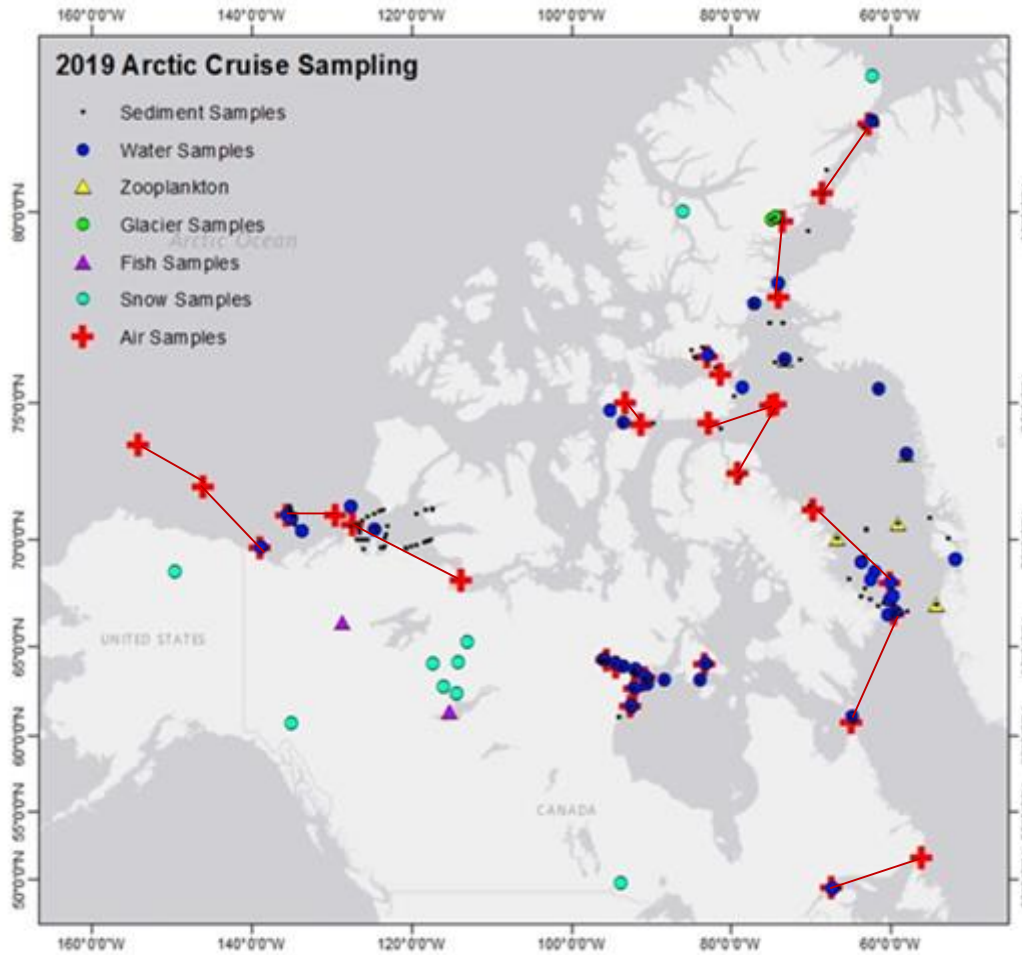 160°0'0"W 140°0'0"W 120°0'0"W 100°0'0"W 80°0'0"W 60°0'0"W
2019 Arctic Cruise Sampling
Sediment Samples
Water Samples
Zooplankton
Glacier Samples
Arctic Ocean
Fish Samples
Snow Samples
Air Samples
80°0'0"N
75°0'0"N
70°0'0"N
65°0'0"N
60°0'0"N
55°0'0"N
50°0'0"N
UNITED STATES
CANADA
160°0'0"W 140°0'0"W 120°0'0"W 100°0'0"W 80°0'0"W 60°0'0"W